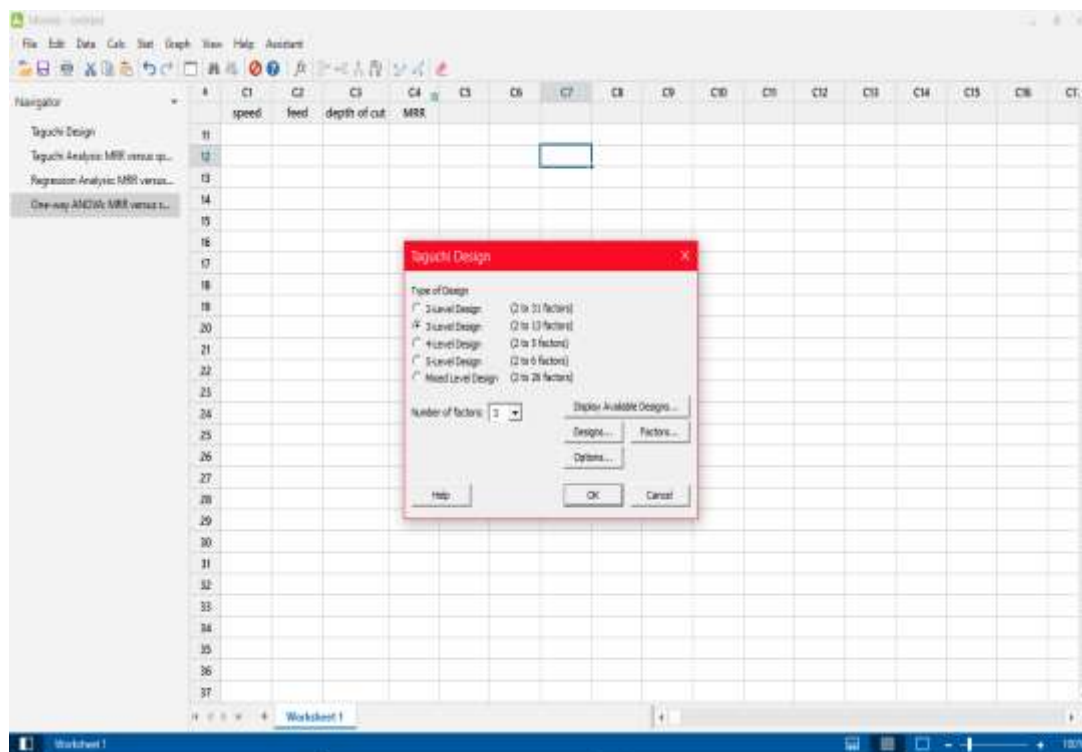 Minitab - Untitled
File Edit Data Calc Stat Graph View Help Assistant
Navigator
Taguchi Design
Taguchi Analysis: MRR versus sp...
Regression Analysis: MRR versus...
One-way ANOVA: MRR versus s...
C1 C2 C3 C4 C5 C6 C7 C8 C9 C10 C11 C12 C13 C14 C15 C16 C17
speed feed depth of cut MRR
11
12
13
14
15
16
17
18
19
20
21
22
23
24
25
26
27
28
29
30
31
32
33
34
35
36
37
Taguchi Design
Type of Design
2-Level Design (2 to 31 factors)
3-Level Design (2 to 13 factors)
4-Level Design (2 to 5 factors)
5-Level Design (2 to 6 factors)
Mixed Level Design (2 to 26 factors)
Number of factors: 3
Display Available Designs...
Designs... Factors...
Options...
Help OK Cancel
Worksheet 1
Worksheet 1
100%